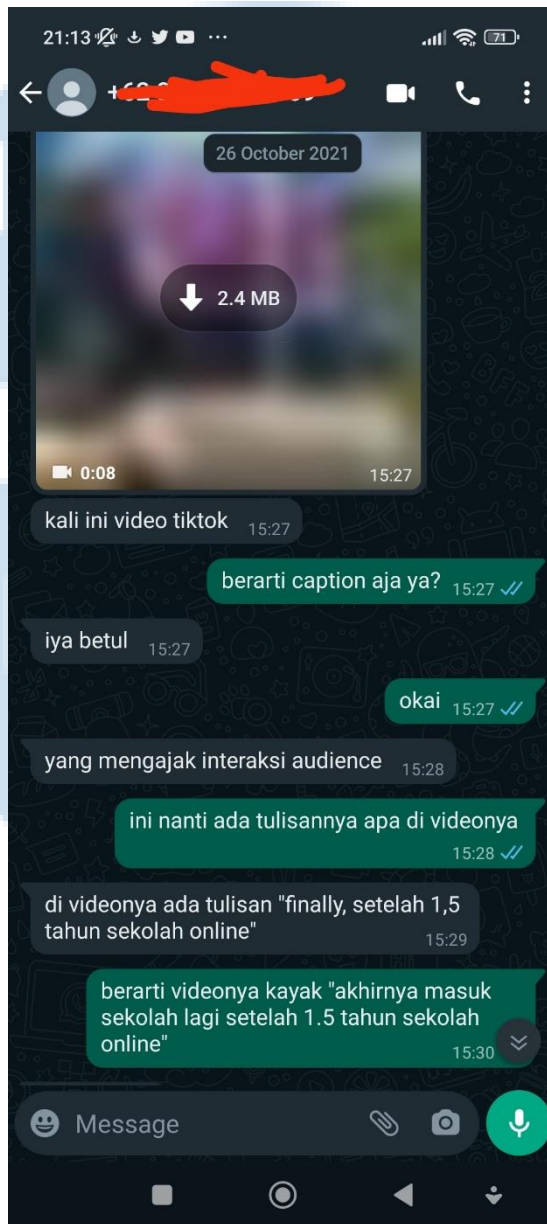 21:13
71
26 October 2021
2.4 MB
0:08
15:27
kali ini video tiktok 15:27
berarti caption aja ya? 15:27
iya betul 15:27
okai 15:27
yang mengajak interaksi audience 15:28
ini nanti ada tulisannya apa di videonya
15:28
di videonya ada tulisan "finally, setelah 1,5
tahun sekolah online"
15:29
berarti videonya kayak "akhirnya masuk
sekolah lagi setelah 1.5 tahun sekolah
online"
15:30
Message